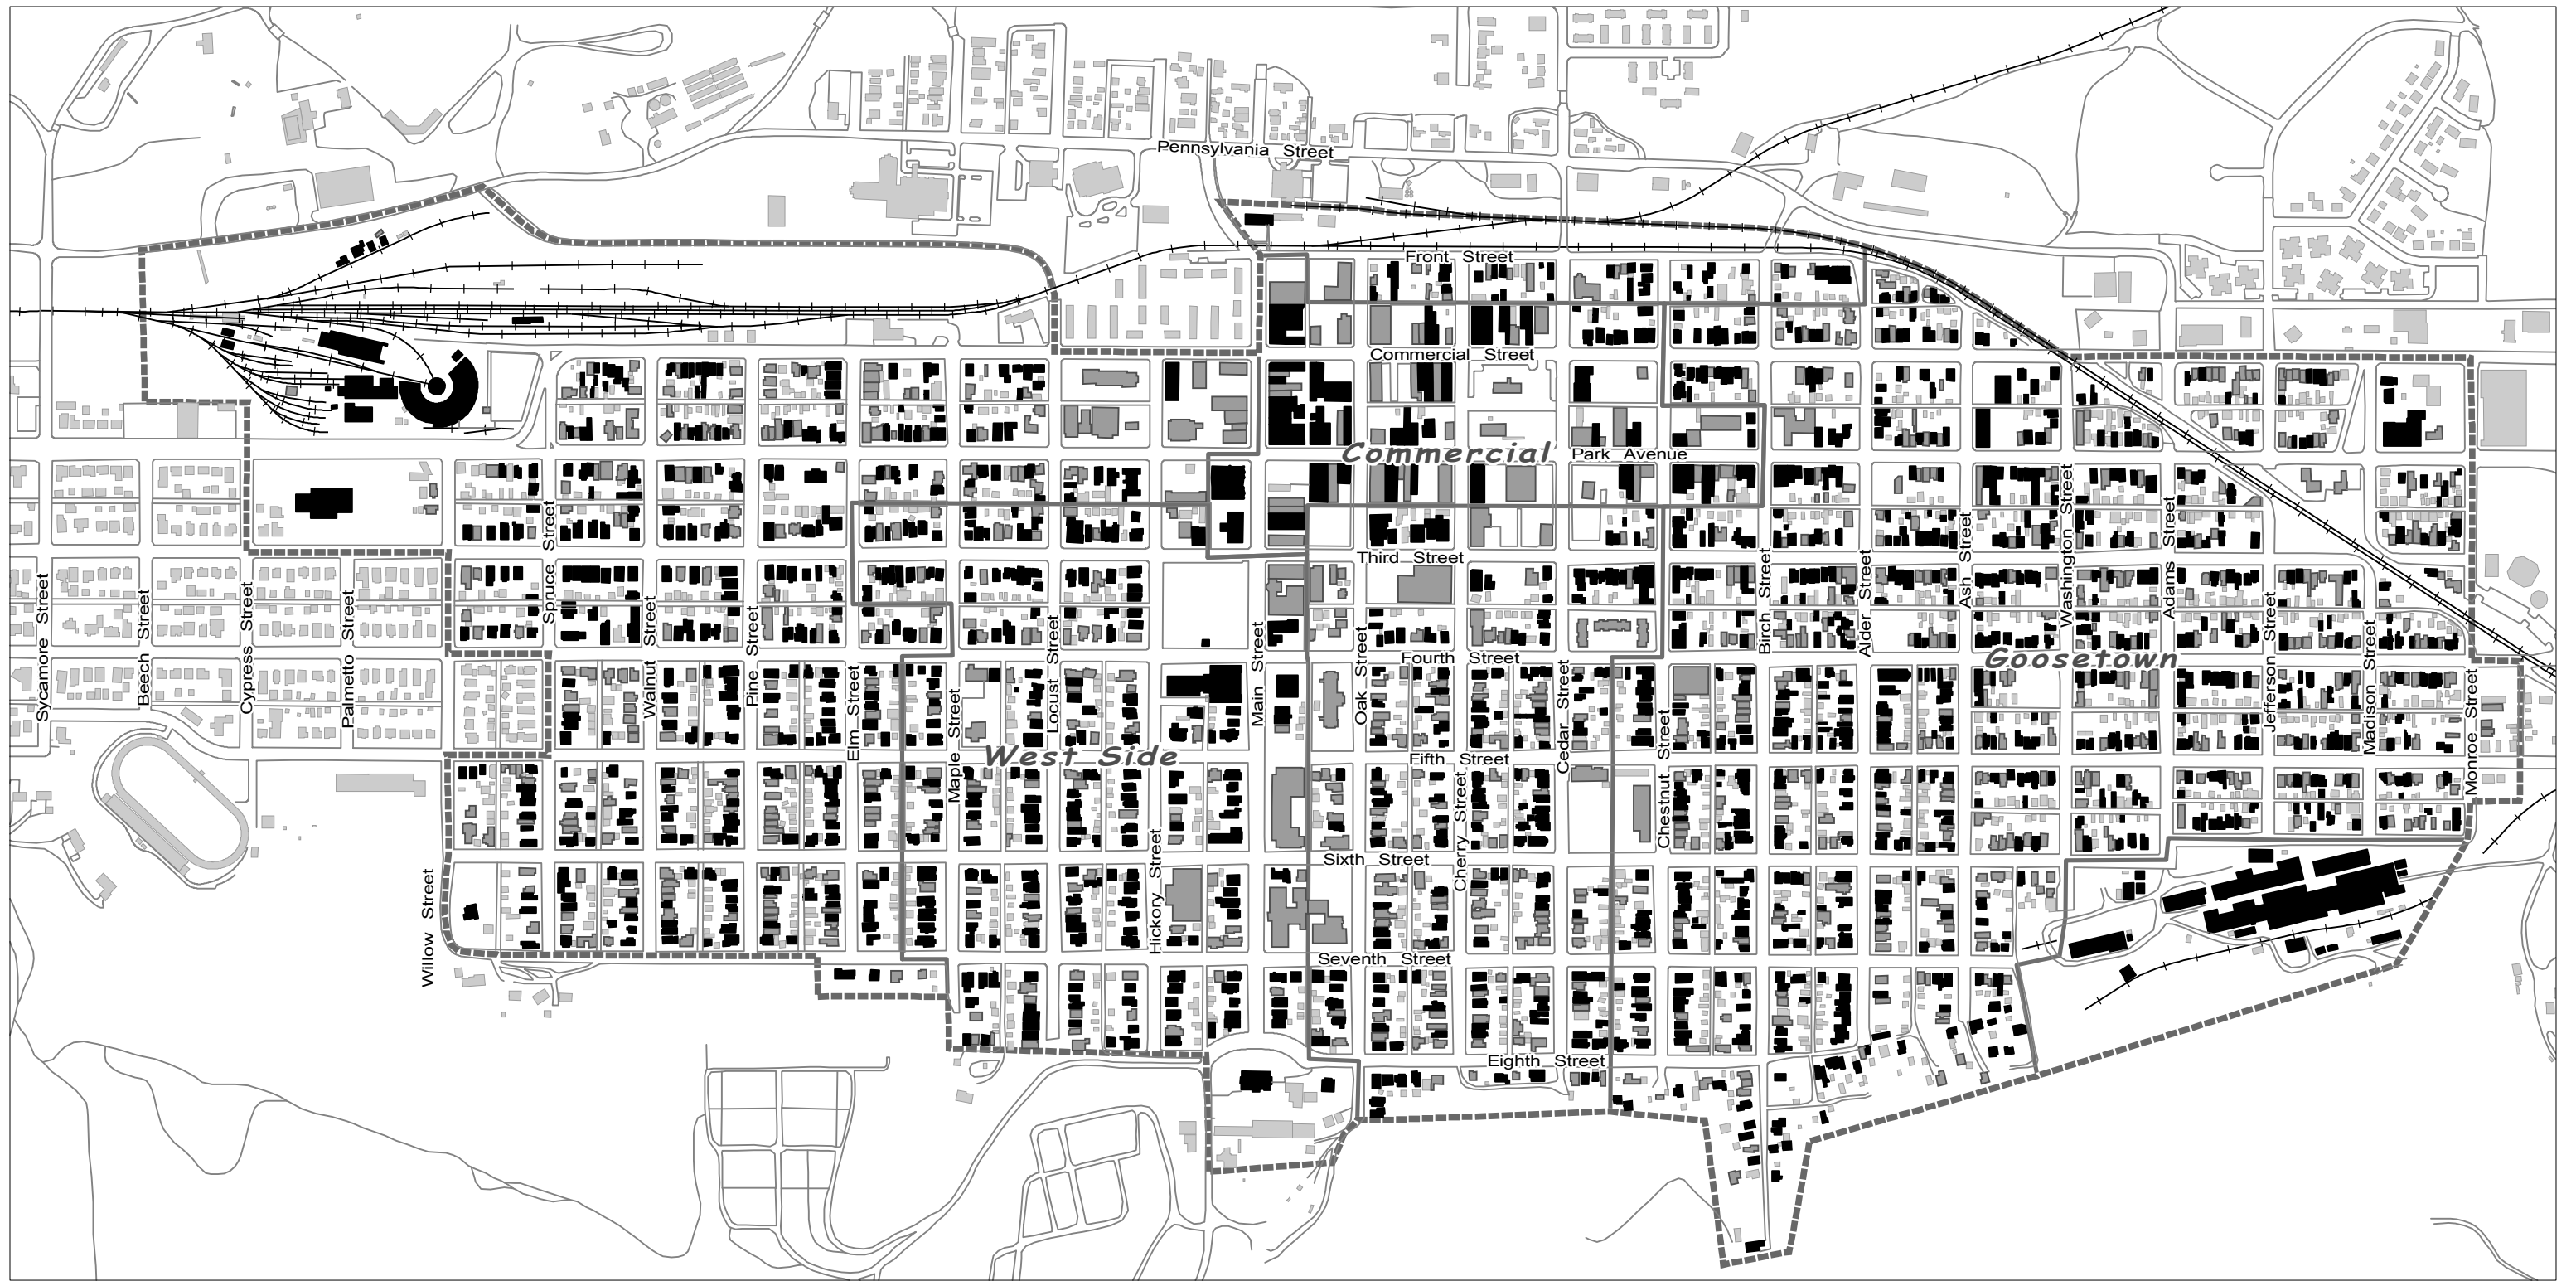 Pennsylvania Street
Front Street
Commercial Street
Commercial
Park Avenue
Third Street
Fourth Street
Goosetown
West Side
Fifth Street
Sixth Street
Seventh Street
Eighth Street
Sycamore Street
Beech Street
Cypress Street
Palmetto Street
Willow Street
Spruce Street
Walnut Street
Pine Street
Elm Street
Maple Street
Locust Street
Hickory Street
Main Street
Oak Street
Cherry Street
Cedar Street
Chestnut Street
Birch Street
Alder Street
Ash Street
Washington Street
Adams Street
Jefferson Street
Madison Street
Monroe Street